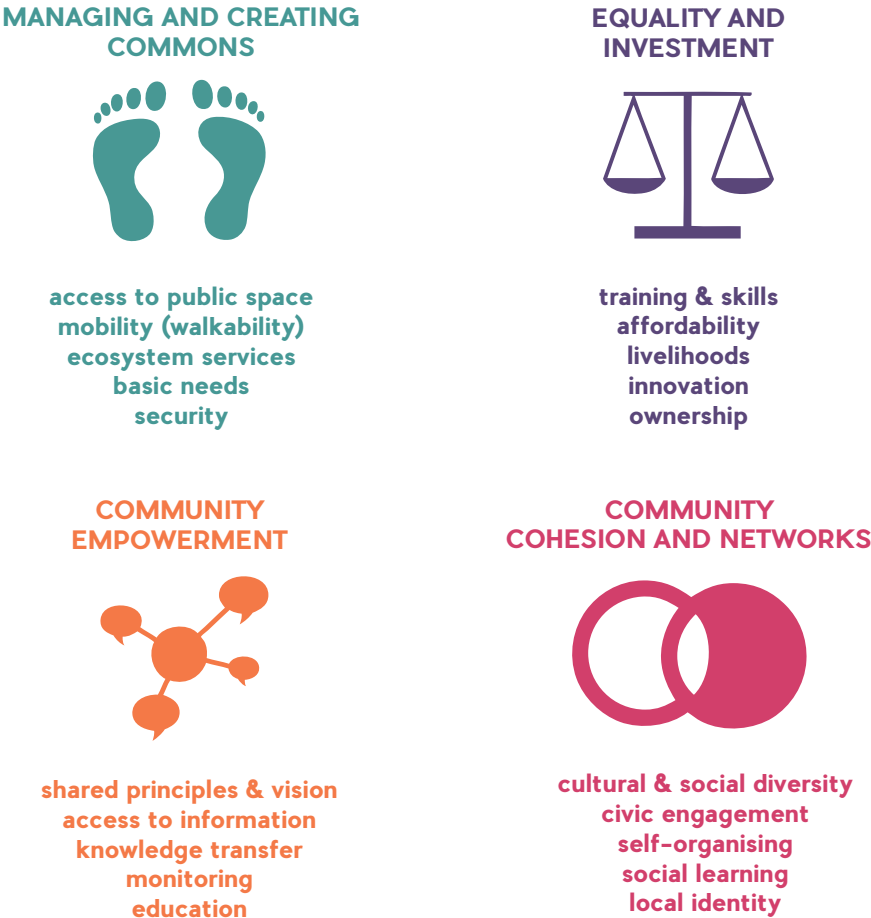 MANAGING AND CREATING
COMMONS
access to public space
mobility (walkability)
ecosystem services
basic needs
security
EQUALITY AND
INVESTMENT
training & skills
affordability
livelihoods
innovation
ownership
COMMUNITY
EMPOWERMENT
shared principles & vision
access to information
knowledge transfer
monitoring
education
COMMUNITY
COHESION AND NETWORKS
cultural & social diversity
civic engagement
self-organising
social learning
local identity